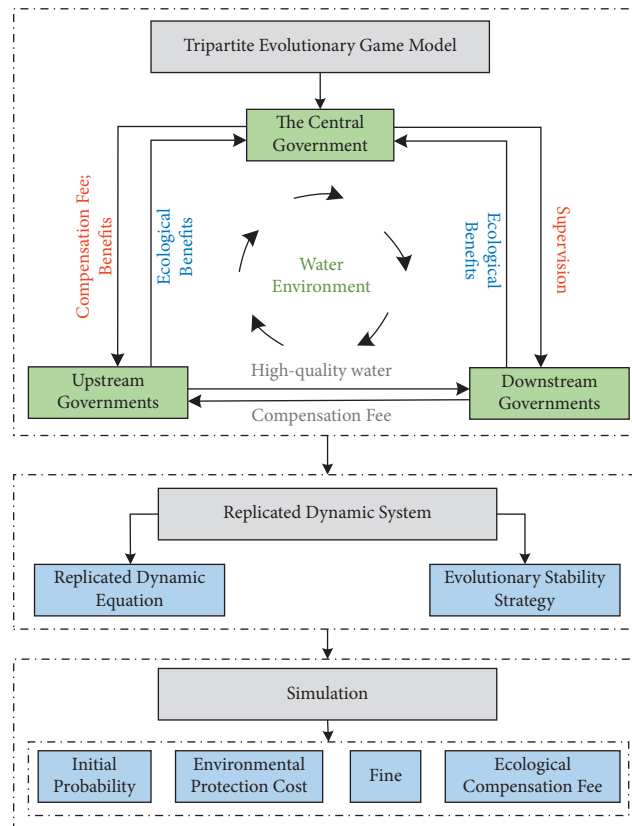 Tripartite Evolutionary Game Model
The Central
Government
Compensation Fee;
Benefits
Ecological
Benefits
Water
Environment
Ecological
Benefits
Supervision
Upstream
Governments
High-quality water
Compensation Fee
Downstream
Governments
Replicated Dynamic System
Replicated Dynamic
Equation
Evolutionary Stability
Strategy
Simulation
Initial
Probability
Environmental
Protection Cost
Fine
Ecological
Compensation Fee